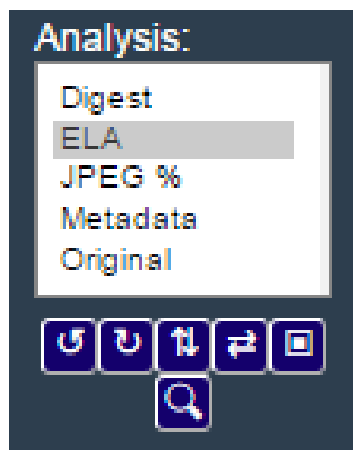 Analysis:
Digest
ELA
JPEG %
Metadata
Original